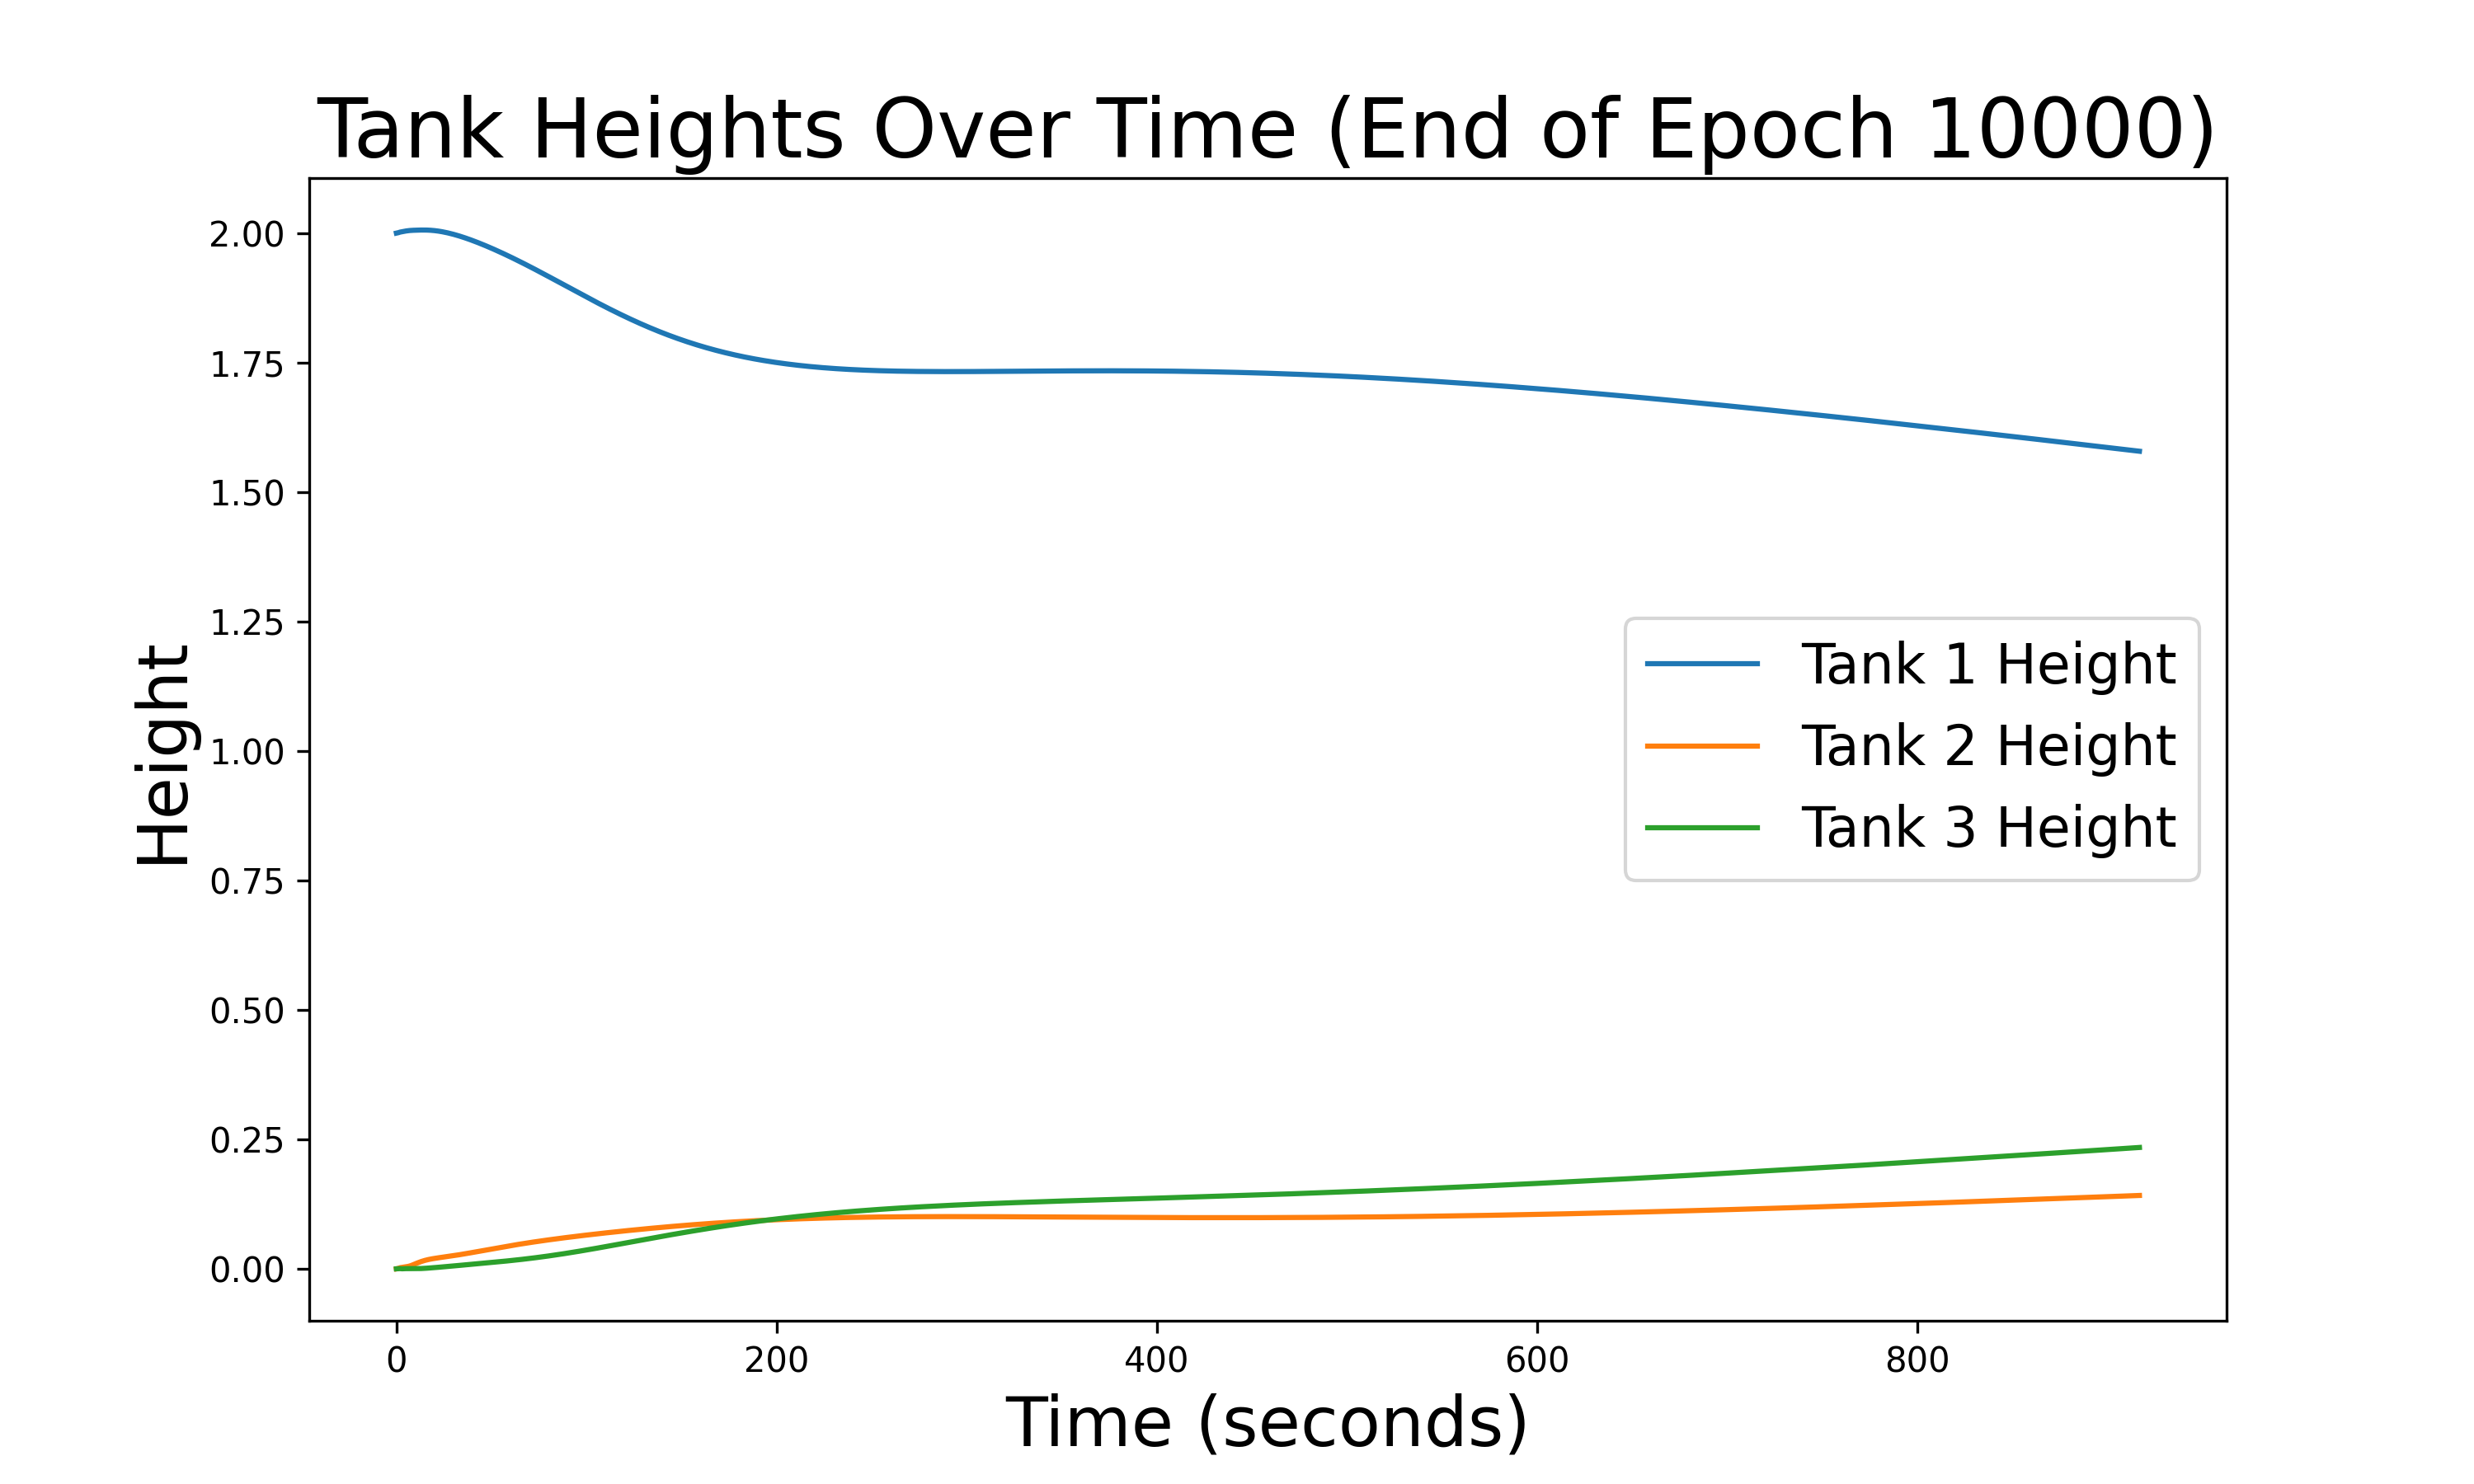 Tank Heights Over Time (End of Epoch 10000)
2.00
1.75
1.50
1.25
1.00
0.75
0.50
0.25
0.00
Height
Tank 1 Height
Tank 2 Height
Tank 3 Height
0 200 400 600 800
Time (seconds)